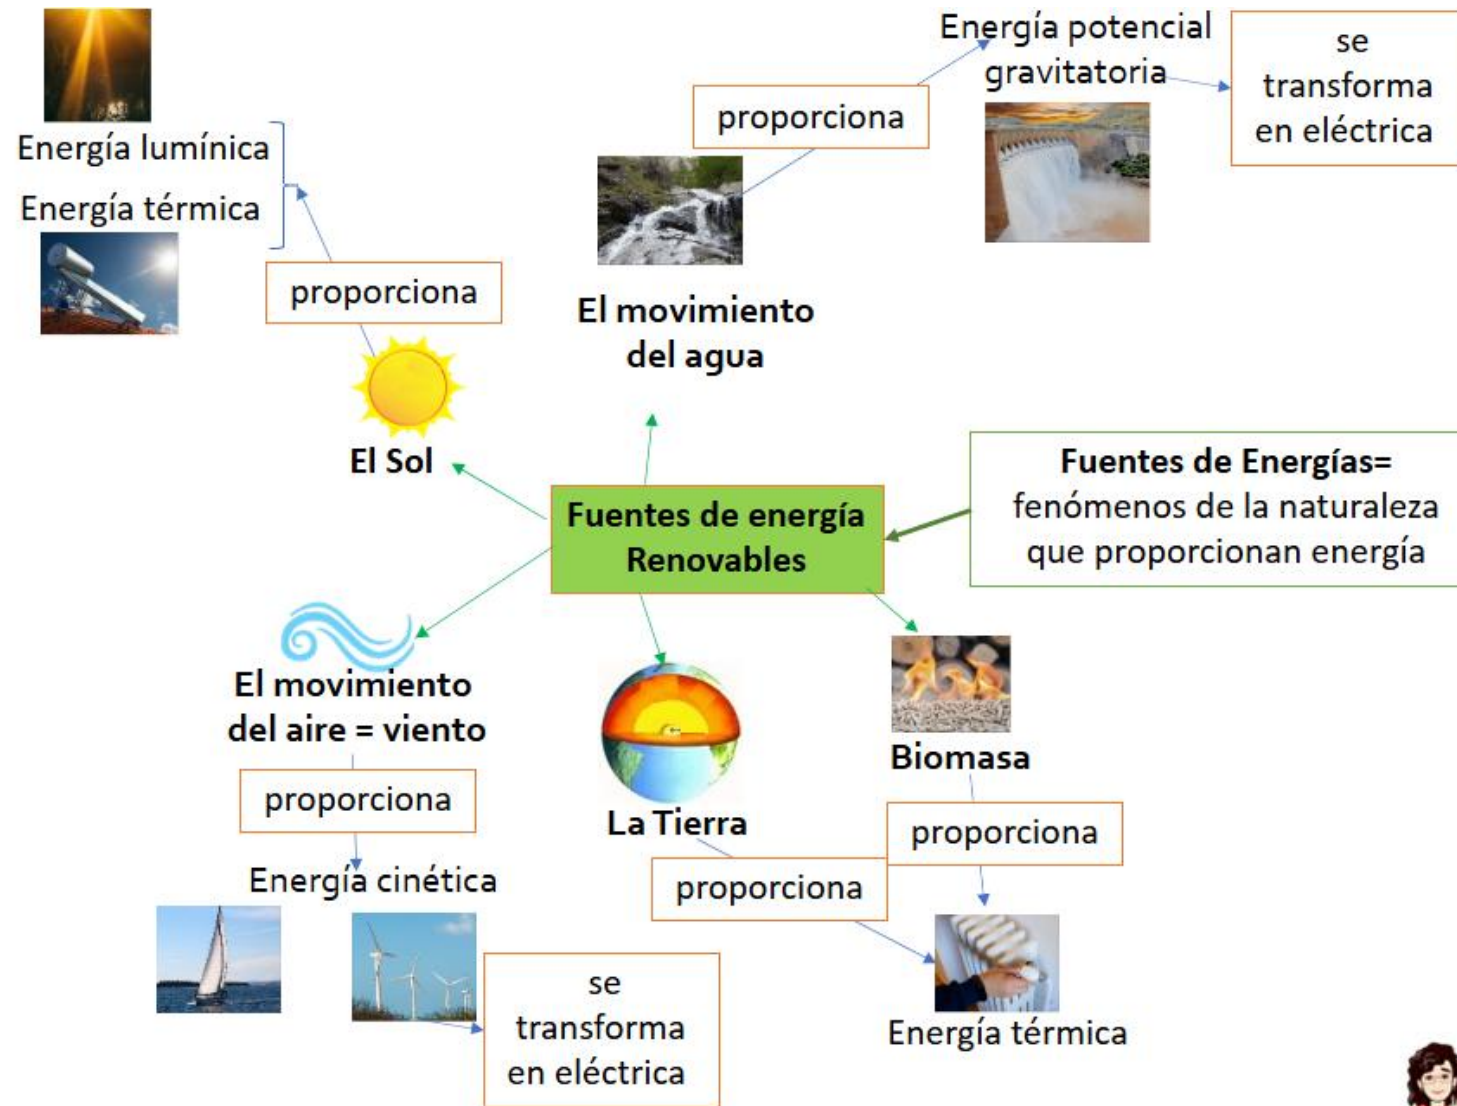 Energía lumínica
Energía térmica
proporciona
El Sol
El movimiento
del agua
proporciona
Energía potencial
gravitatoria
se
transforma
en eléctrica
Fuentes de energía
Renovables
Fuentes de Energías=
fenómenos de la naturaleza
que proporcionan energía
El movimiento
del aire = viento
proporciona
Energía cinética
se
transforma
en eléctrica
La Tierra
proporciona
Biomasa
proporciona
Energía térmica